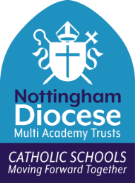 Nottingham
Diocese
Multi Academy Trusts
CATHOLIC SCHOOLS
Moving Forward Together